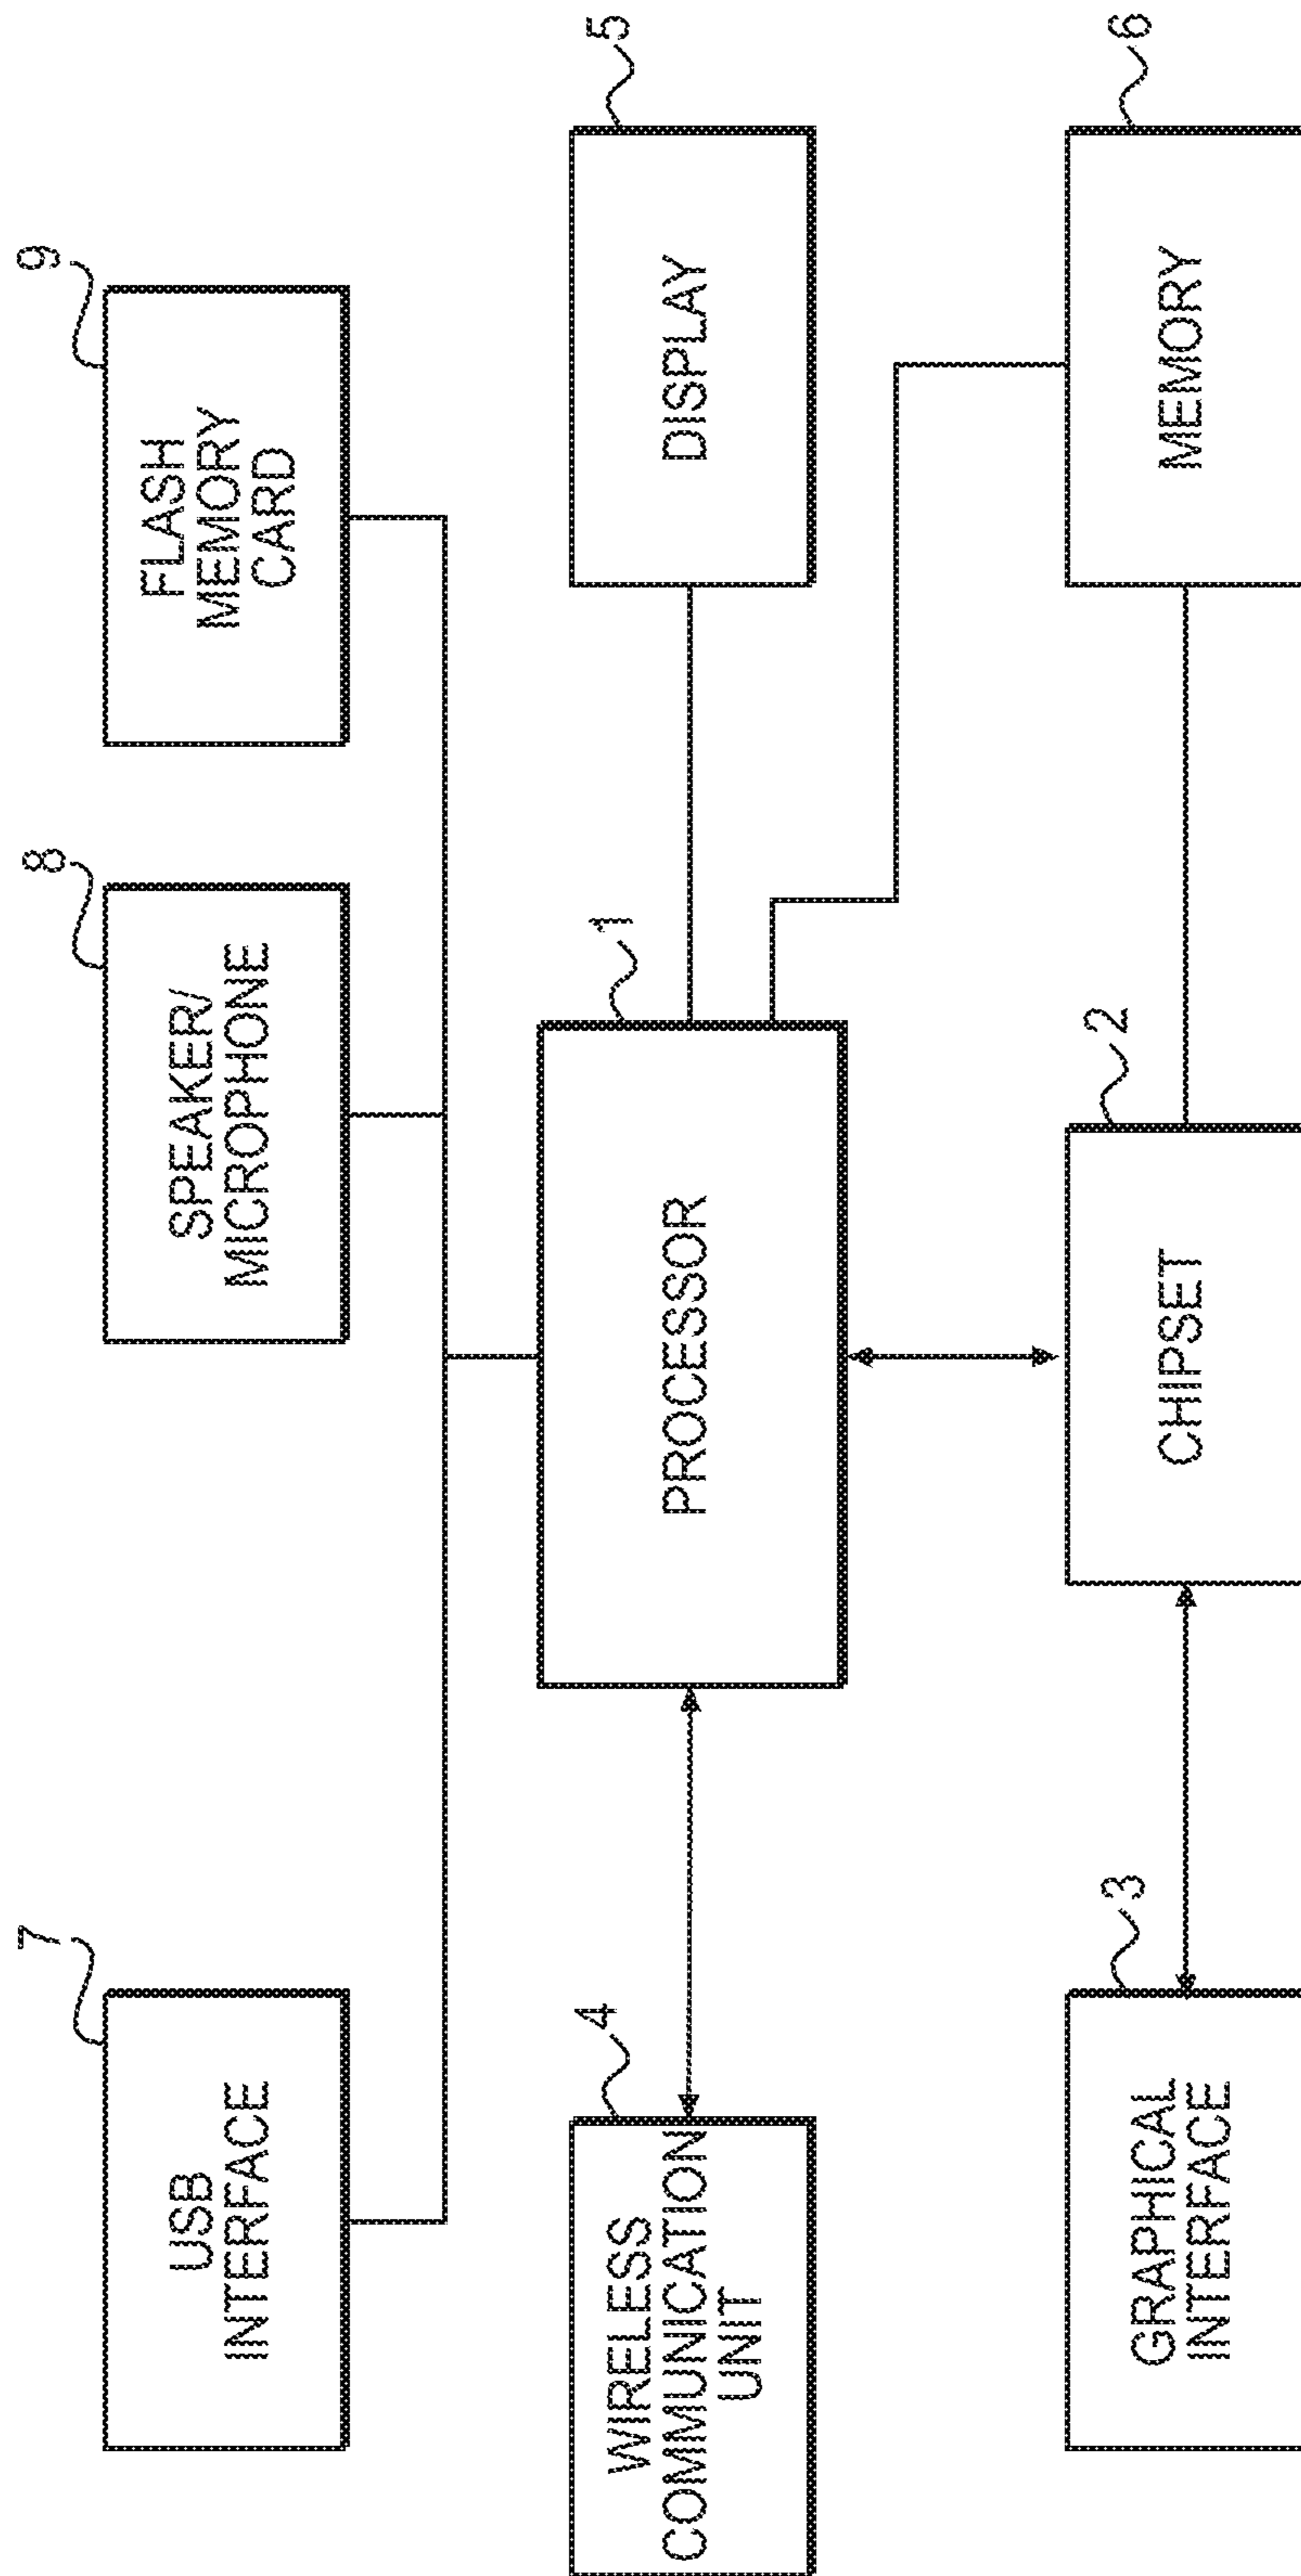 7
USB
INTERFACE
8
SPEAKER/
MICROPHONE
9
FLASH
MEMORY
CARD
4
WIRELESS
COMMUNICATION
UNIT
1
PROCESSOR
5
DISPLAY
3
GRAPHICAL
INTERFACE
2
CHIPSET
6
MEMORY